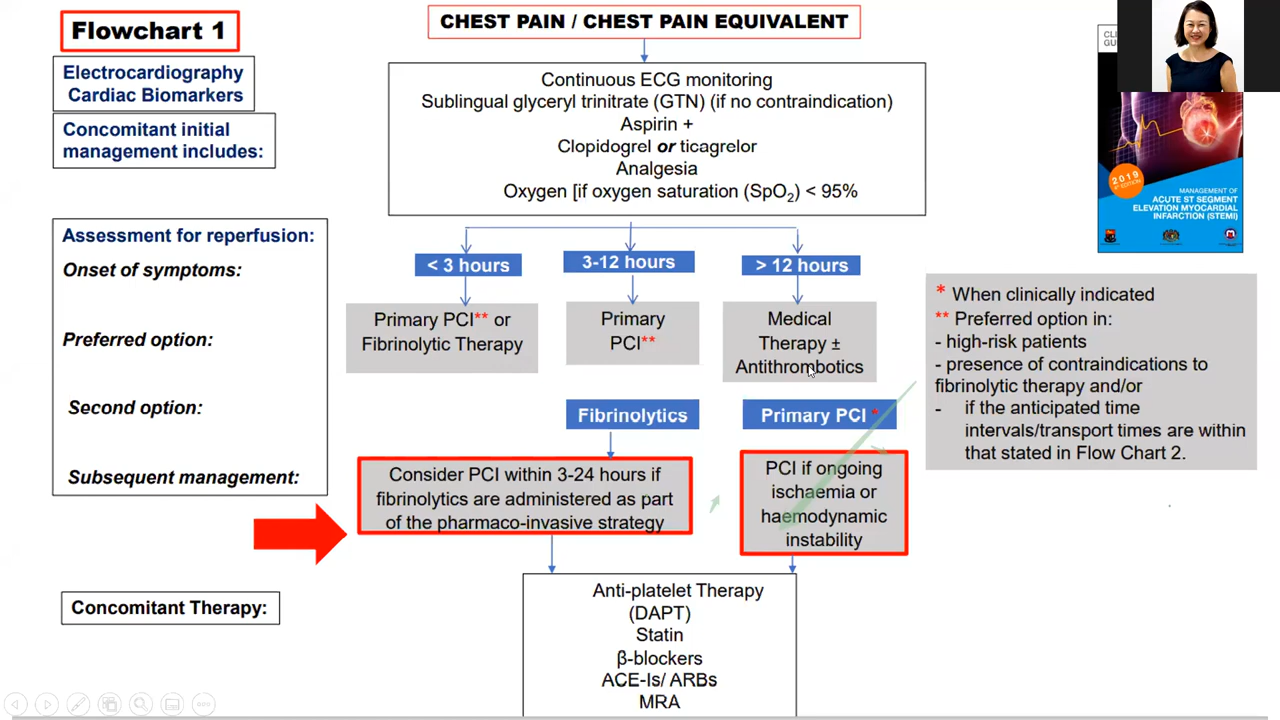 Flowchart 1
CHEST PAIN / CHEST PAIN EQUIVALENT
Electrocardiography
Cardiac Biomarkers
Concomitant initial
management includes:
Continuous ECG monitoring
Sublingual glyceryl trinitrate (GTN) (if no contraindication)
Aspirin +
Clopidogrel or ticagrelor
Analgesia
Oxygen [if oxygen saturation (SpO₂) < 95%
Assessment for reperfusion:
Onset of symptoms:
< 3 hours
3-12 hours
> 12 hours
Preferred option:
Primary PCI** or
Fibrinolytic Therapy
Primary
PCI**
Medical
Therapy ±
Antithrombotics
Second option:
Fibrinolytics
Primary PCI *
Subsequent management:
Consider PCI within 3-24 hours if
fibrinolytics are administered as part
of the pharmaco-invasive strategy
PCI if ongoing
ischaemia or
haemodynamic
instability
Concomitant Therapy:
Anti-platelet Therapy
(DAPT)
Statin
β-blockers
ACE-Is/ ARBs
MRA
* When clinically indicated
** Preferred option in:
- high-risk patients
- presence of contraindications to
fibrinolytic therapy and/or
- if the anticipated time
intervals/transport times are within
that stated in Flow Chart 2.
CLI
GU
2019
4TH EDITION
MANAGEMENT OF
ACUTE ST SEGMENT
ELEVATION MYOCARDIAL
INFARCTION (STEMI)